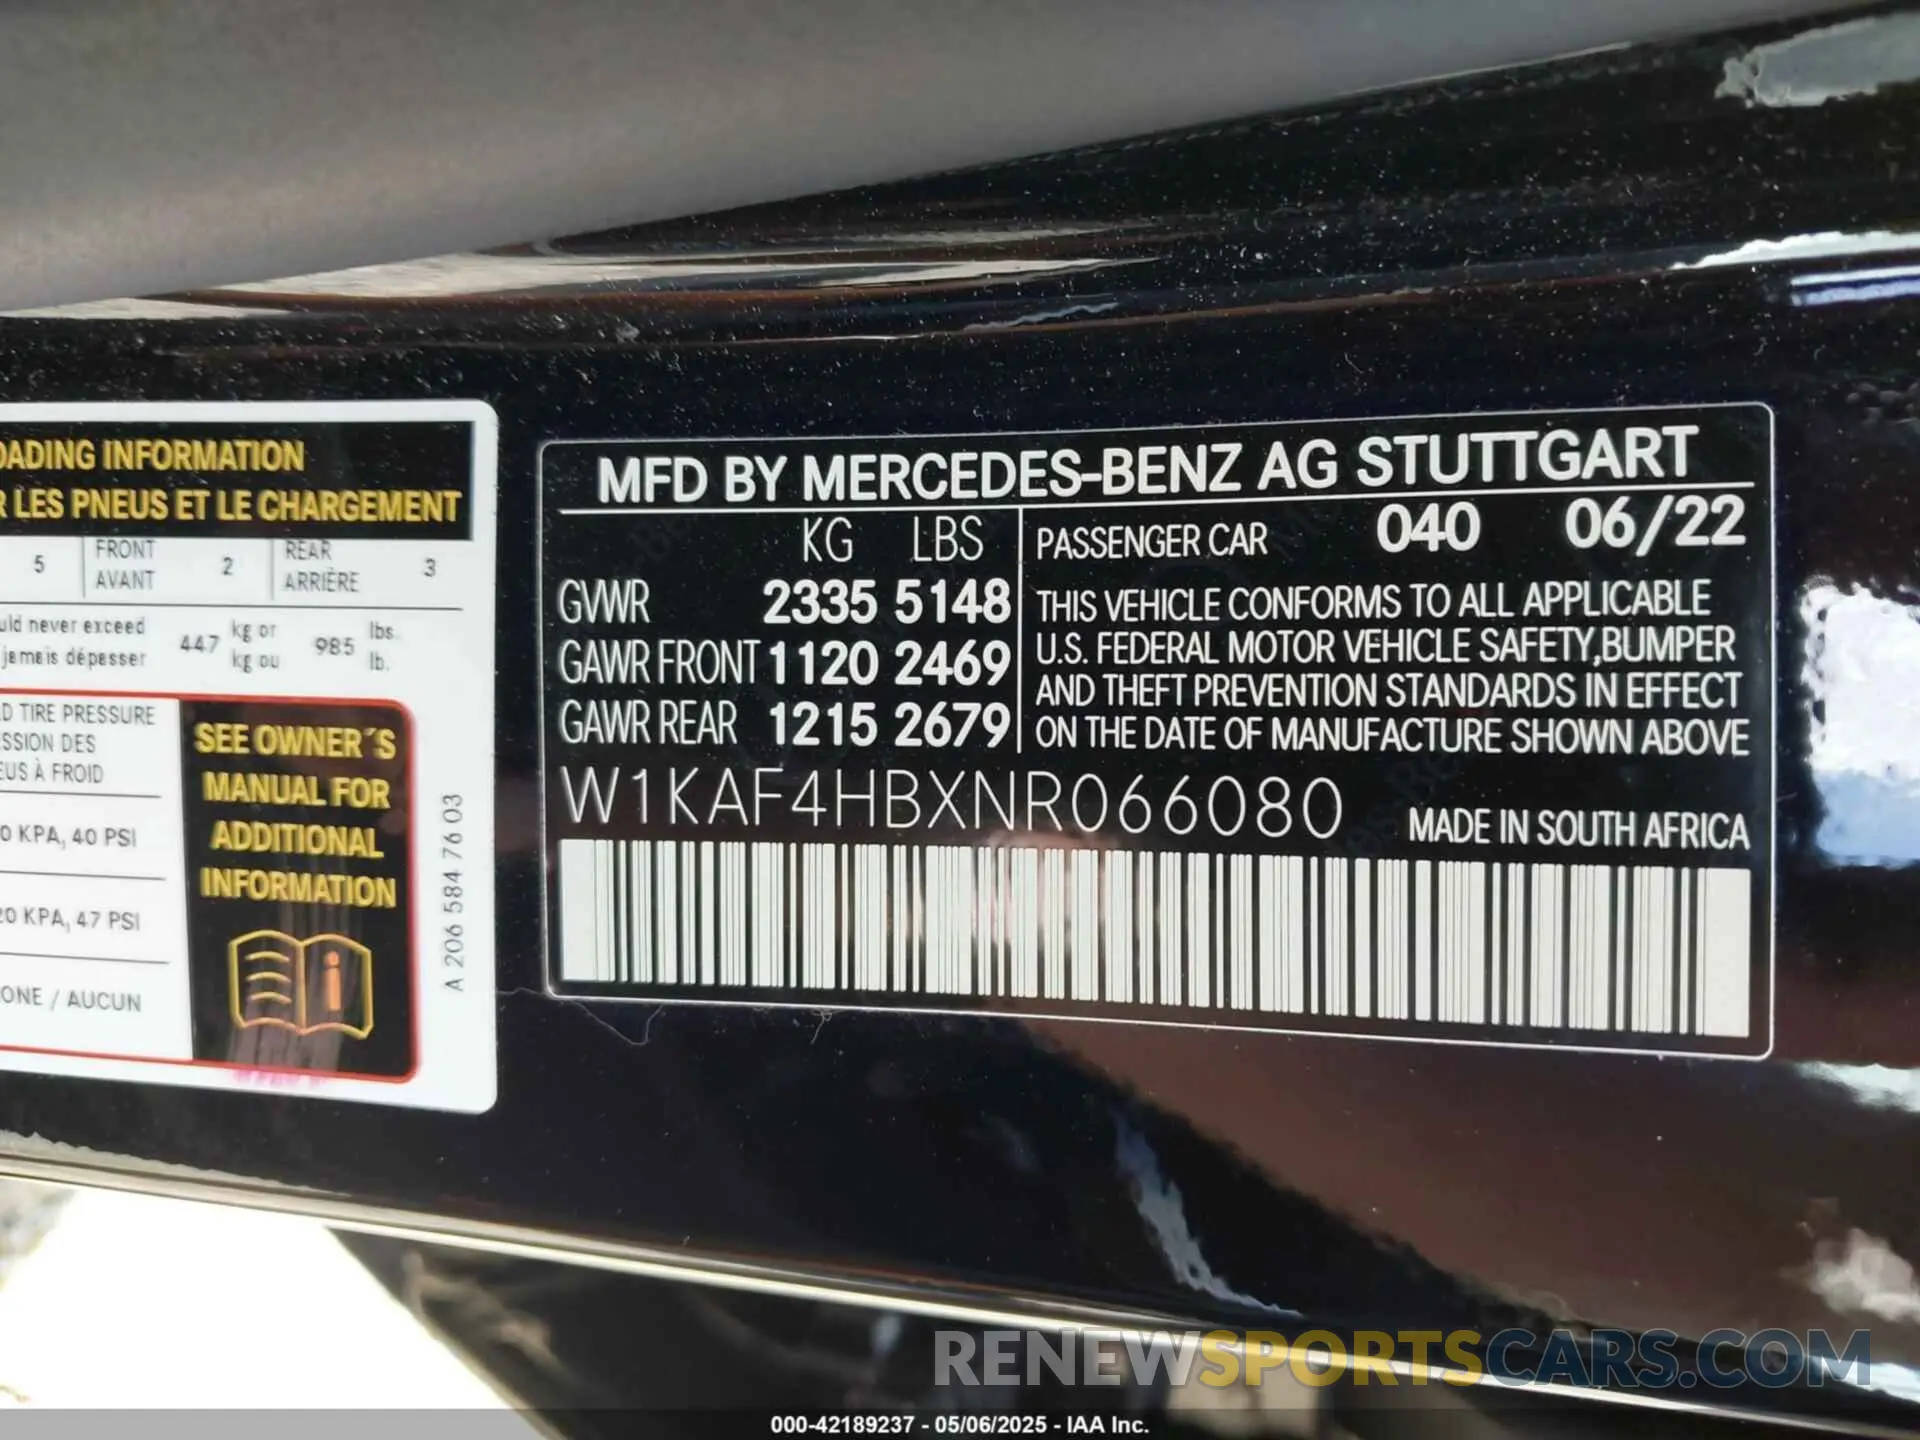 LOADING INFORMATION
R LES PNEUS ET LE CHARGEMENT
5 FRONT AVANT 2 REAR ARRIÈRE 3
uld never exceed 447 kg or 985 lbs.
jamais dépasser kg ou lb.
D TIRE PRESSURE
SSION DES
EUS À FROID
0 KPA, 40 PSI
20 KPA, 47 PSI
ONE / AUCUN
SEE OWNER´S
MANUAL FOR
ADDITIONAL
INFORMATION
A 206 584 76 03
MFD BY MERCEDES-BENZ AG STUTTGART
KG LBS
GVWR 2335 5148
GAWR FRONT 1120 2469
GAWR REAR 1215 2679
PASSENGER CAR 040 06/22
THIS VEHICLE CONFORMS TO ALL APPLICABLE
U.S. FEDERAL MOTOR VEHICLE SAFETY,BUMPER
AND THEFT PREVENTION STANDARDS IN EFFECT
ON THE DATE OF MANUFACTURE SHOWN ABOVE
W1KAF4HBXNR066080
MADE IN SOUTH AFRICA
RENEWSPORTSCARS.COM
000-42189237 - 05/06/2025 - IAA Inc.